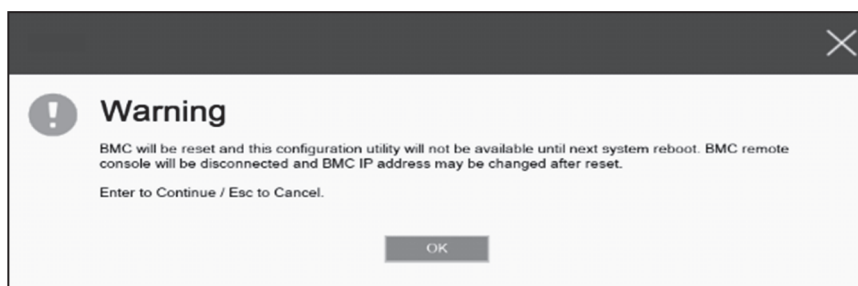 Warning
BMC will be reset and this configuration utility will not be available until next system reboot. BMC remote
console will be disconnected and BMC IP address may be changed after reset.
Enter to Continue / Esc to Cancel.
OK